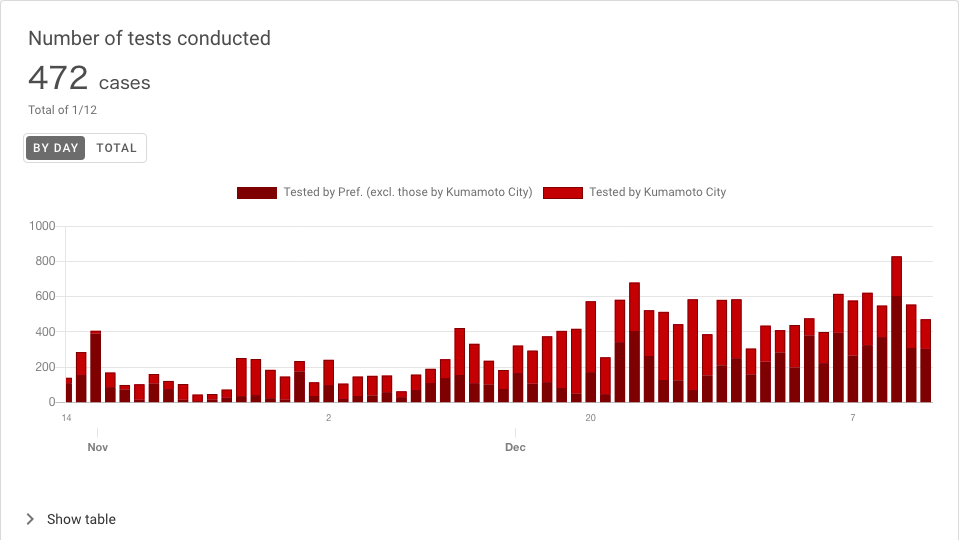 Number of tests conducted
472 cases
Total of 1/12
BY DAY TOTAL
Tested by Pref. (excl. those by Kumamoto City) Tested by Kumamoto City
1000
800
600
400
200
0
14 2 20 7
Nov Dec
Show table